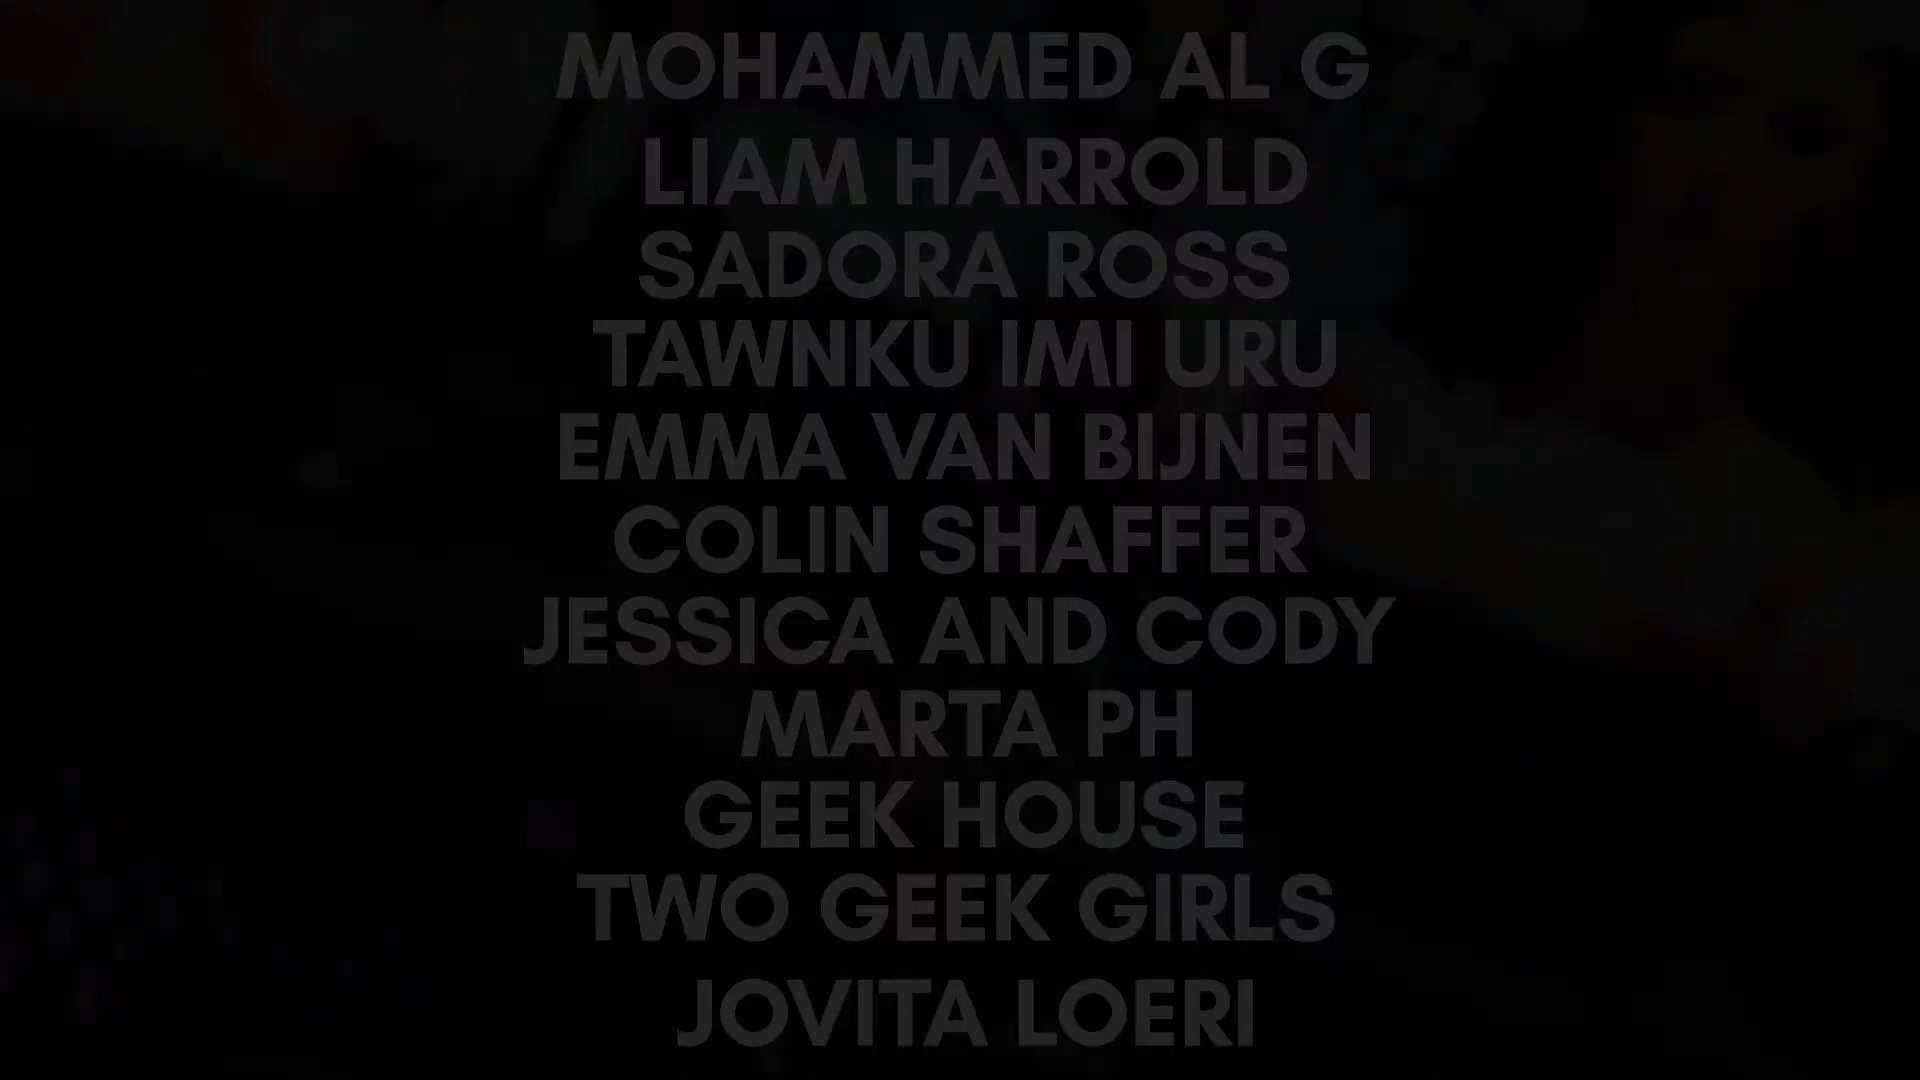 MOHAMMED AL G
LIAM HARROLD
SADORA ROSS
TAWNKU IMI URU
EMMA VAN BIJNEN
COLIN SHAFFER
JESSICA AND CODY
MARTA PH
GEEK HOUSE
TWO GEEK GIRLS
JOVITA LOERI